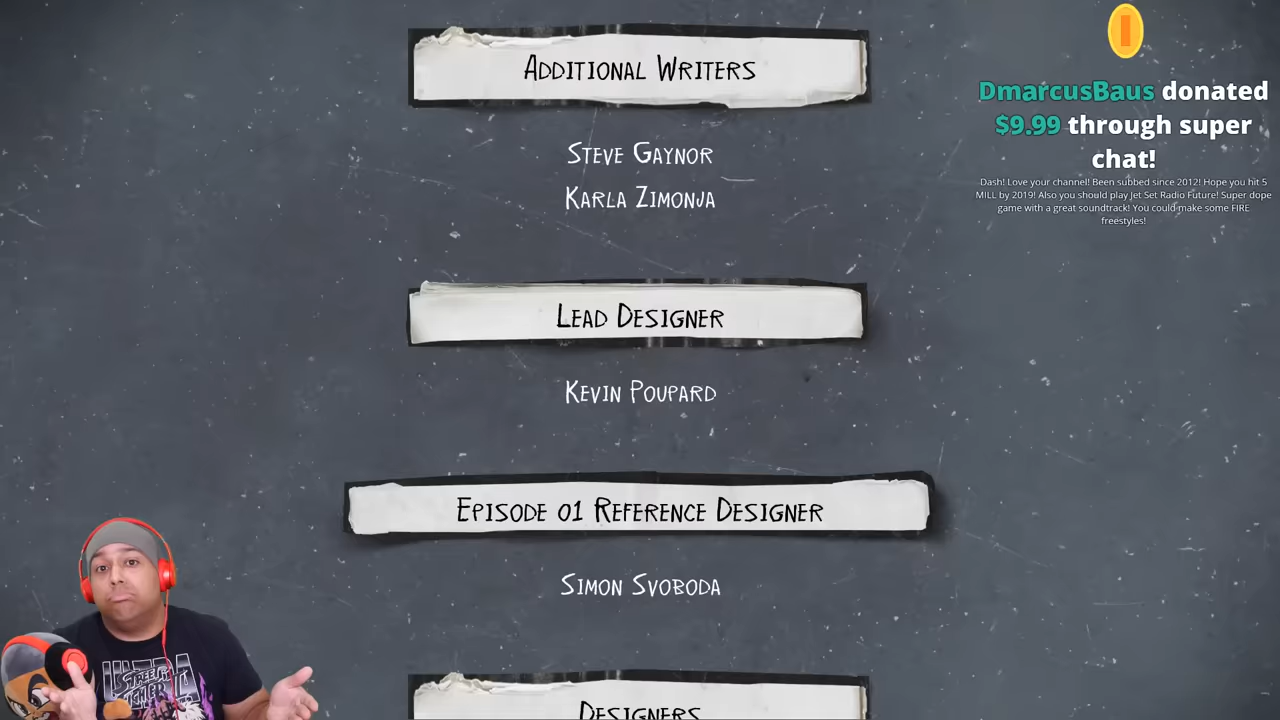 Additional Writers
Steve Gaynor
Karla Zimonja
Lead Designer
Kevin Poupard
Episode 01 Reference Designer
Simon Svoboda
Designers
DmarcusBaus donated
$9.99 through super
chat!
Dash! Love your channel! Been subbed since 2012! Hope you hit 5
MILL by 2019! Also you should play Jet Set Radio Future! Super dope
game with a great soundtrack! You could make some FIRE
freestyles!
ULTRA
STREET
FIGHTER